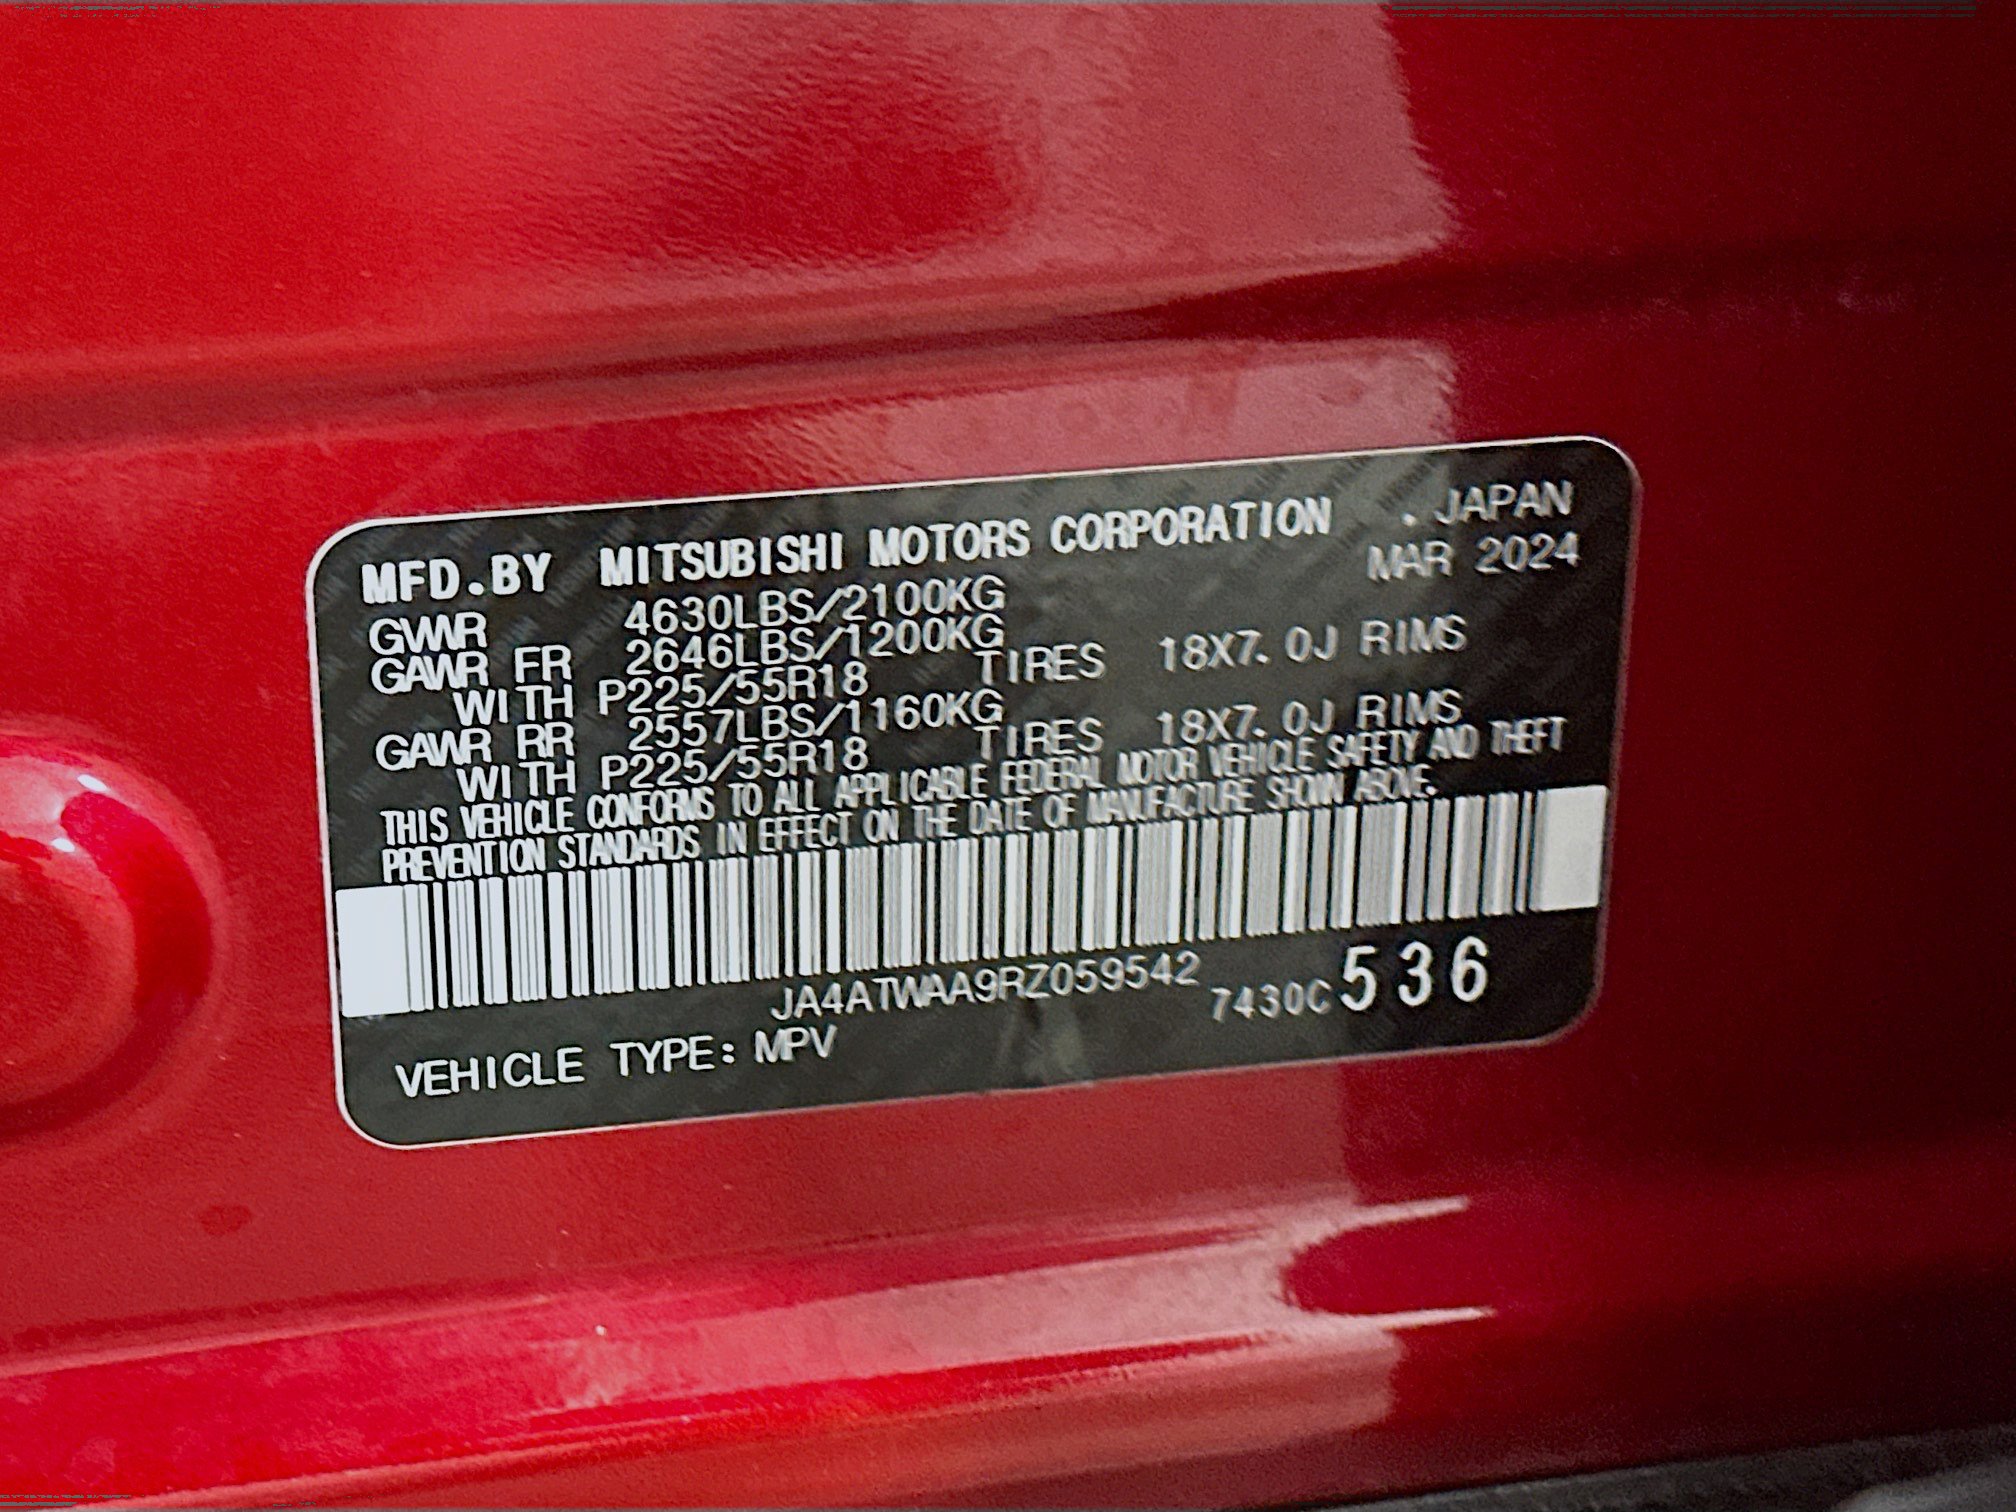 MFD.BY MITSUBISHI MOTORS CORPORATION . JAPAN
MAR 2024
GVWR 4630LBS/2100KG
GAWR FR 2646LBS/1200KG
WITH P225/55R18 TIRES 18X7.0J RIMS
GAWR RR 2557LBS/1160KG
WITH P225/55R18 TIRES 18X7.0J RIMS
THIS VEHICLE CONFORMS TO ALL APPLICABLE FEDERAL MOTOR VEHICLE SAFETY AND THEFT
PREVENTION STANDARDS IN EFFECT ON THE DATE OF MANUFACTURE SHOWN ABOVE.
JA4ATWAA9RZ059542 7430C 536
VEHICLE TYPE: MPV